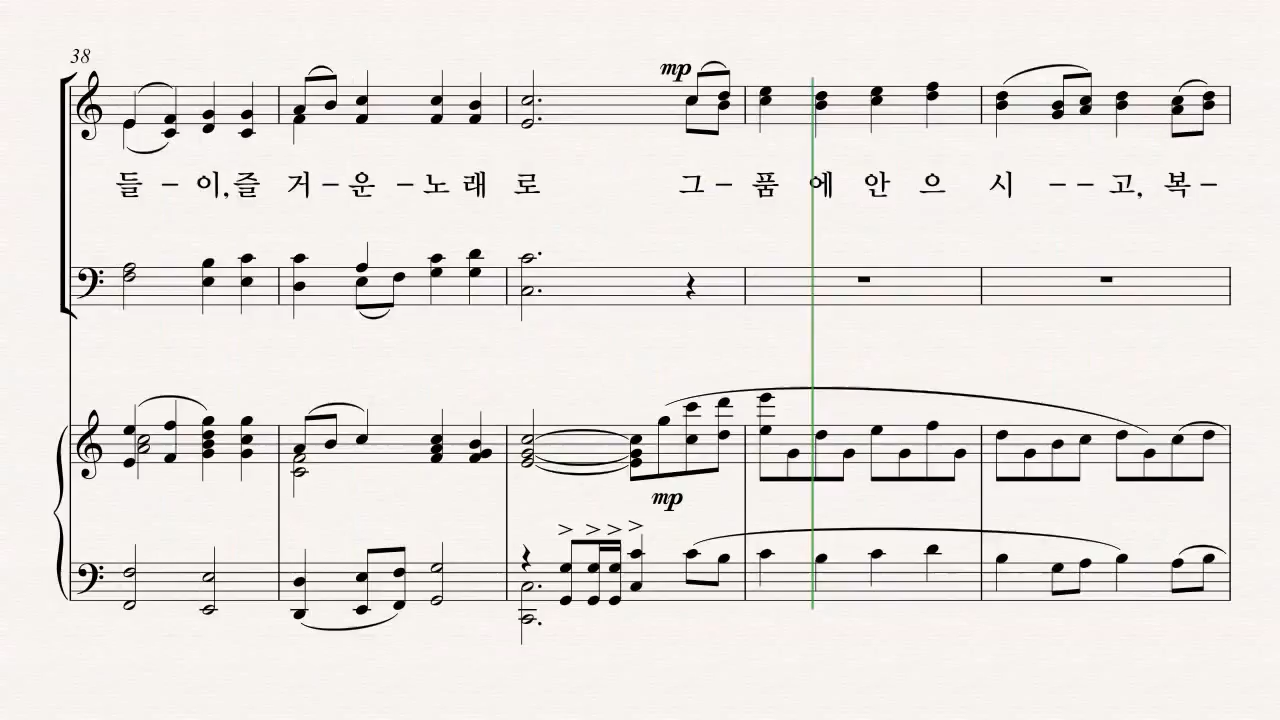 38
mp
들 – 이, 즐 거 – 운 – 노 래 로 그 – 품 에 안 으 시 – – 고, 복 –
mp